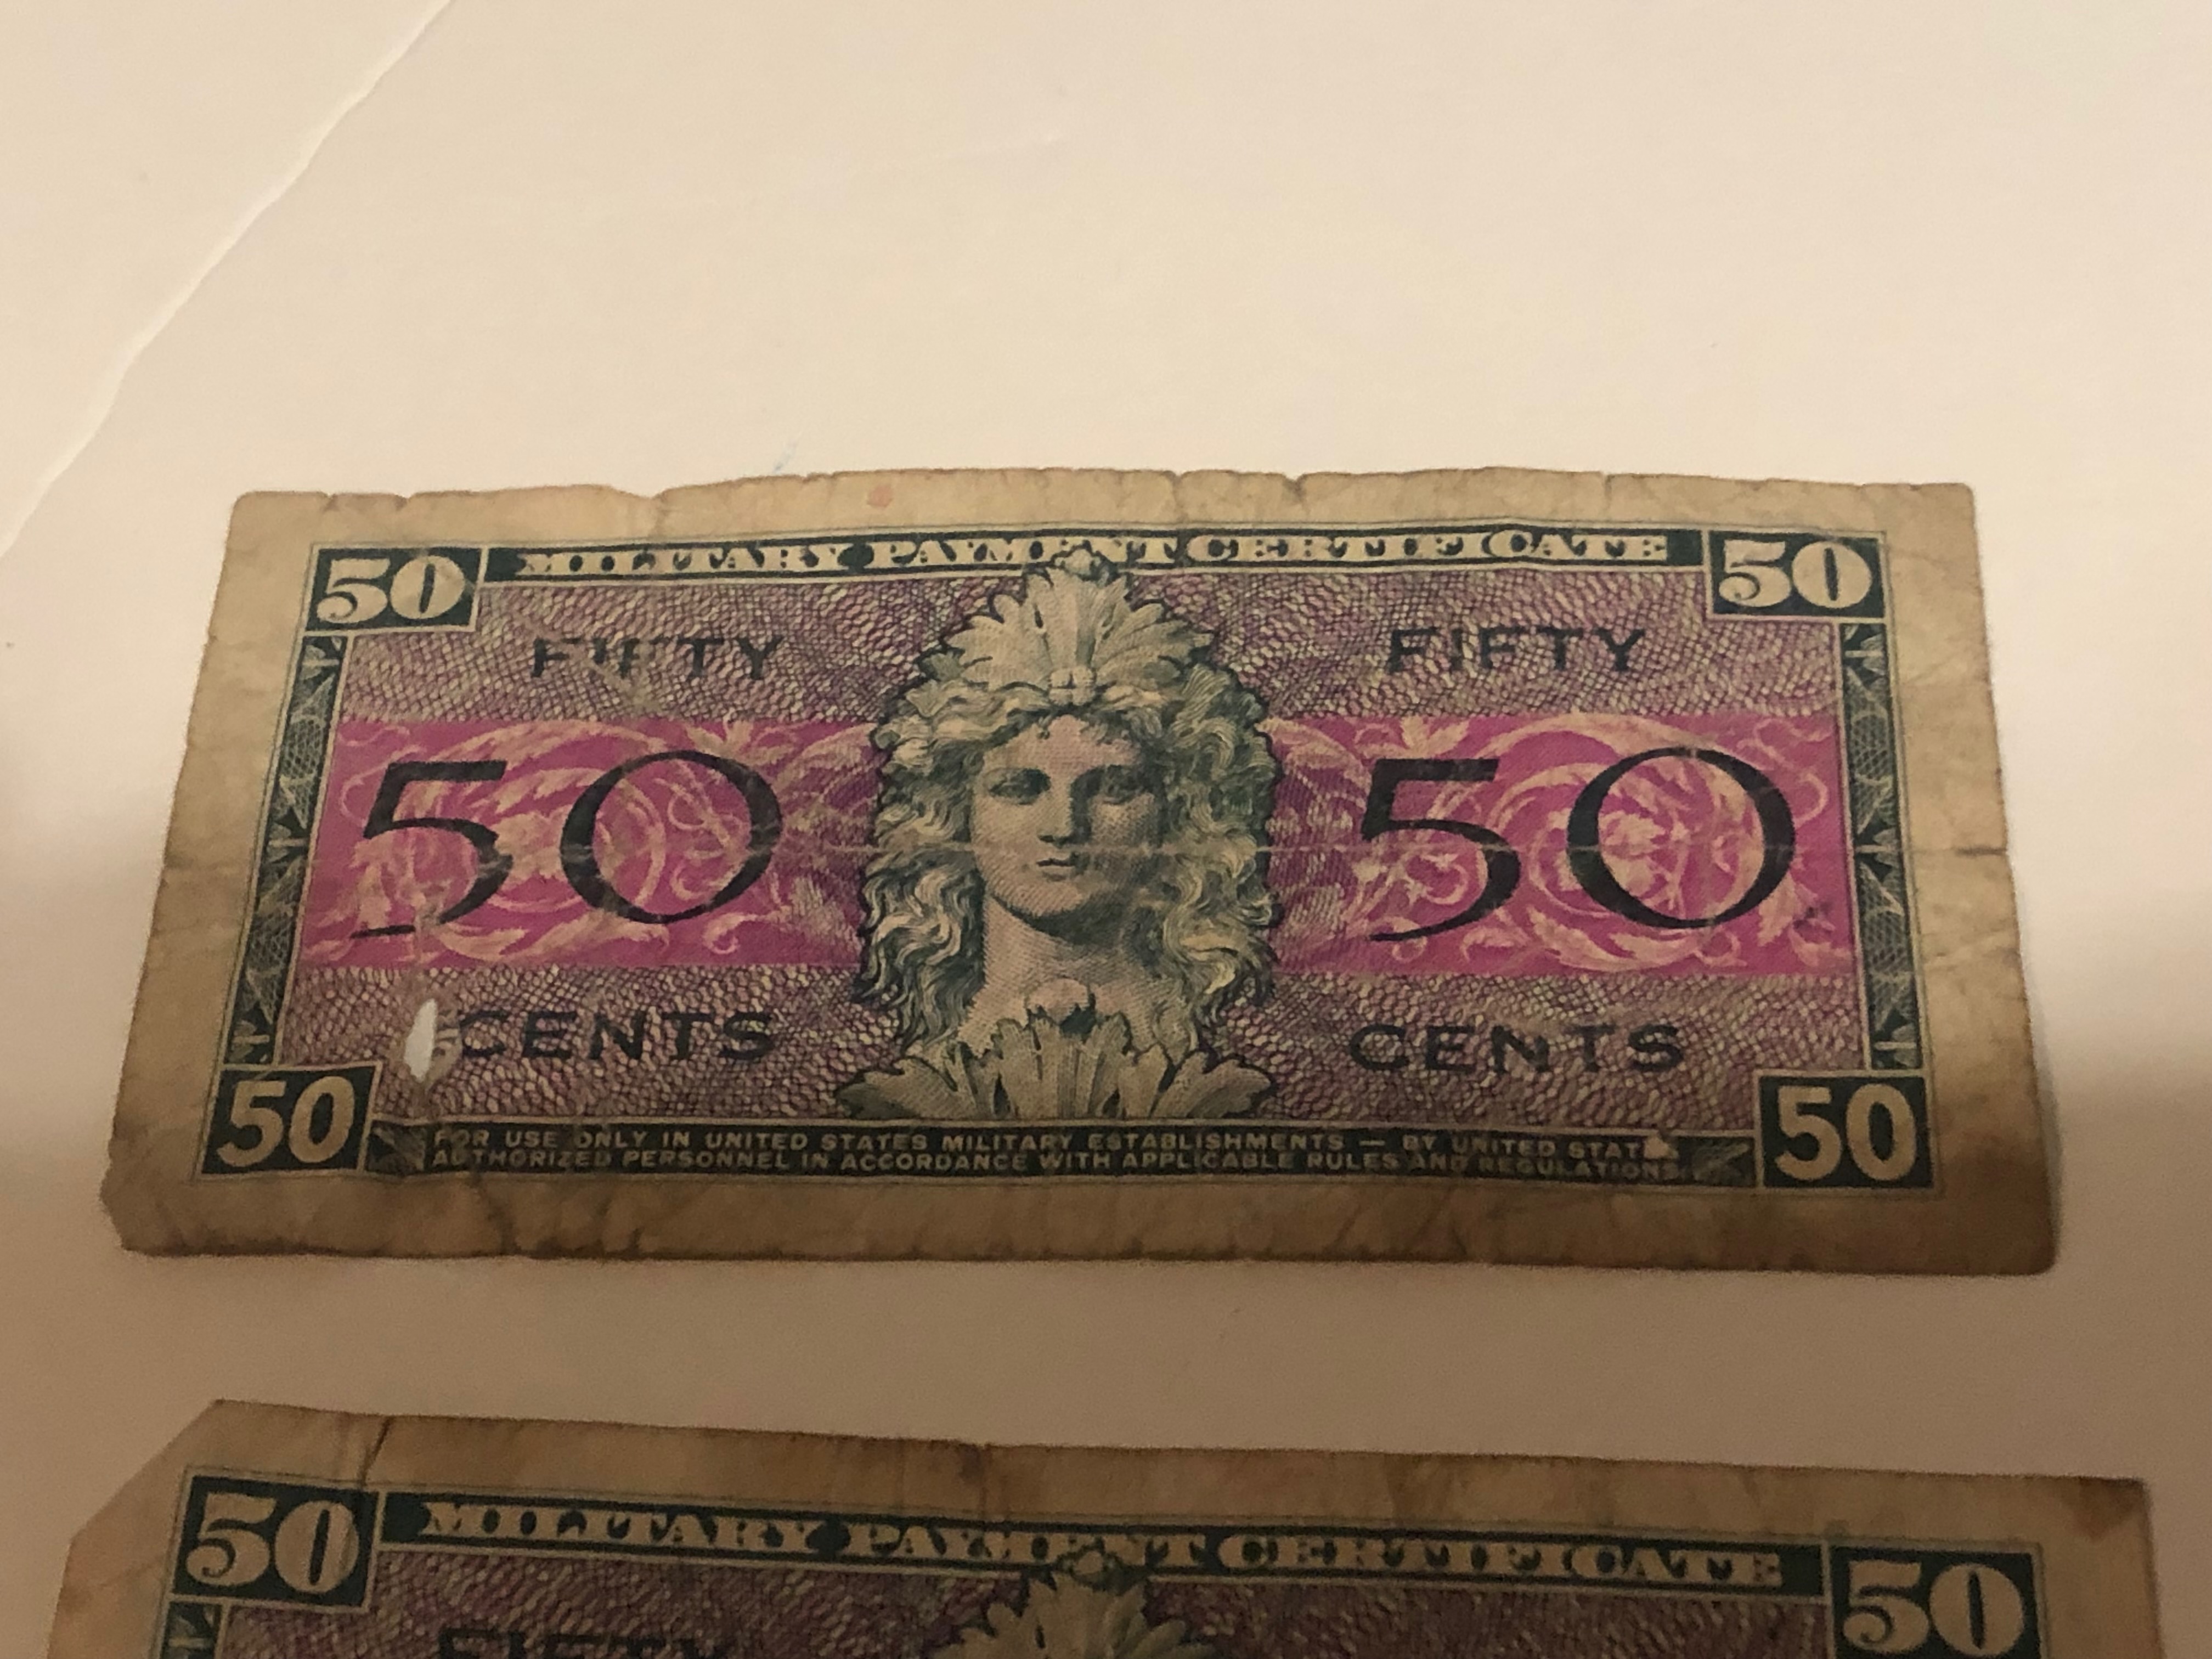 50 MILITARY PAYMENT CERTIFICATE 50
FIFTY FIFTY
50 50
CENTS CENTS
50 50
FOR USE ONLY IN UNITED STATES MILITARY ESTABLISHMENTS — BY UNITED STATES
AUTHORIZED PERSONNEL IN ACCORDANCE WITH APPLICABLE RULES AND REGULATIONS
50 MILITARY PAYMENT CERTIFICATE 50
FIFTY